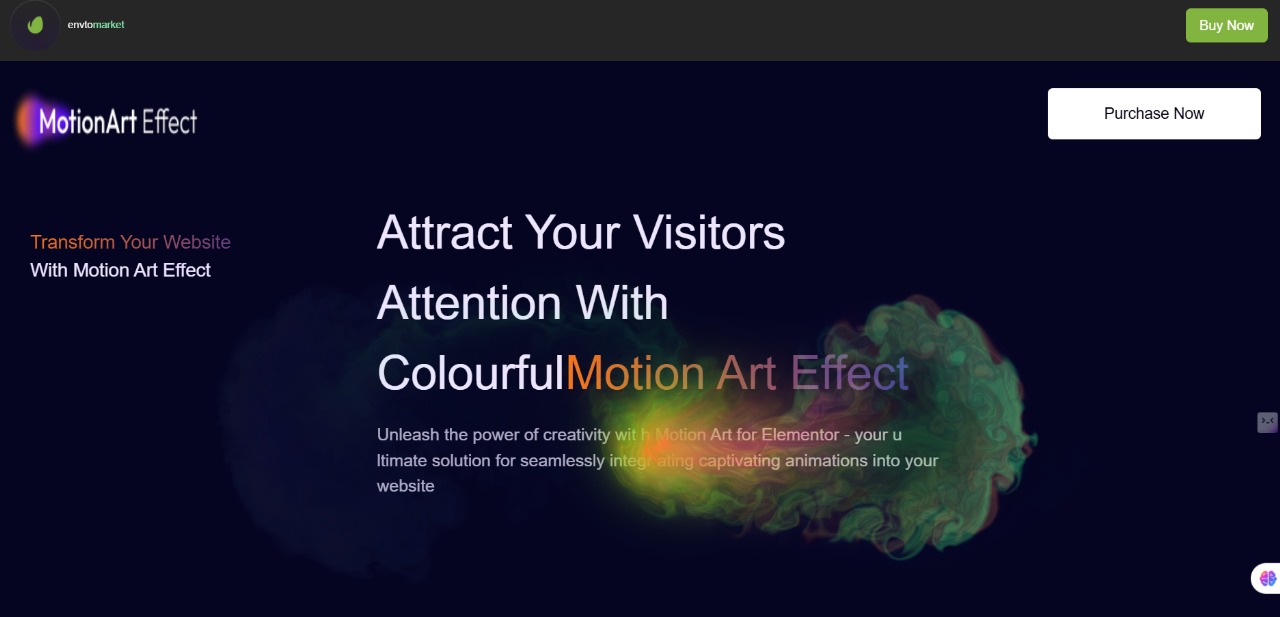 envtomarket
Buy Now
MotionArt Effect
Purchase Now
Transform Your Website
With Motion Art Effect
Attract Your Visitors
Attention With
ColourfulMotion Art Effect
Unleash the power of creativity wit h Motion Art for Elementor - your u
ltimate solution for seamlessly integr ating captivating animations into your
website